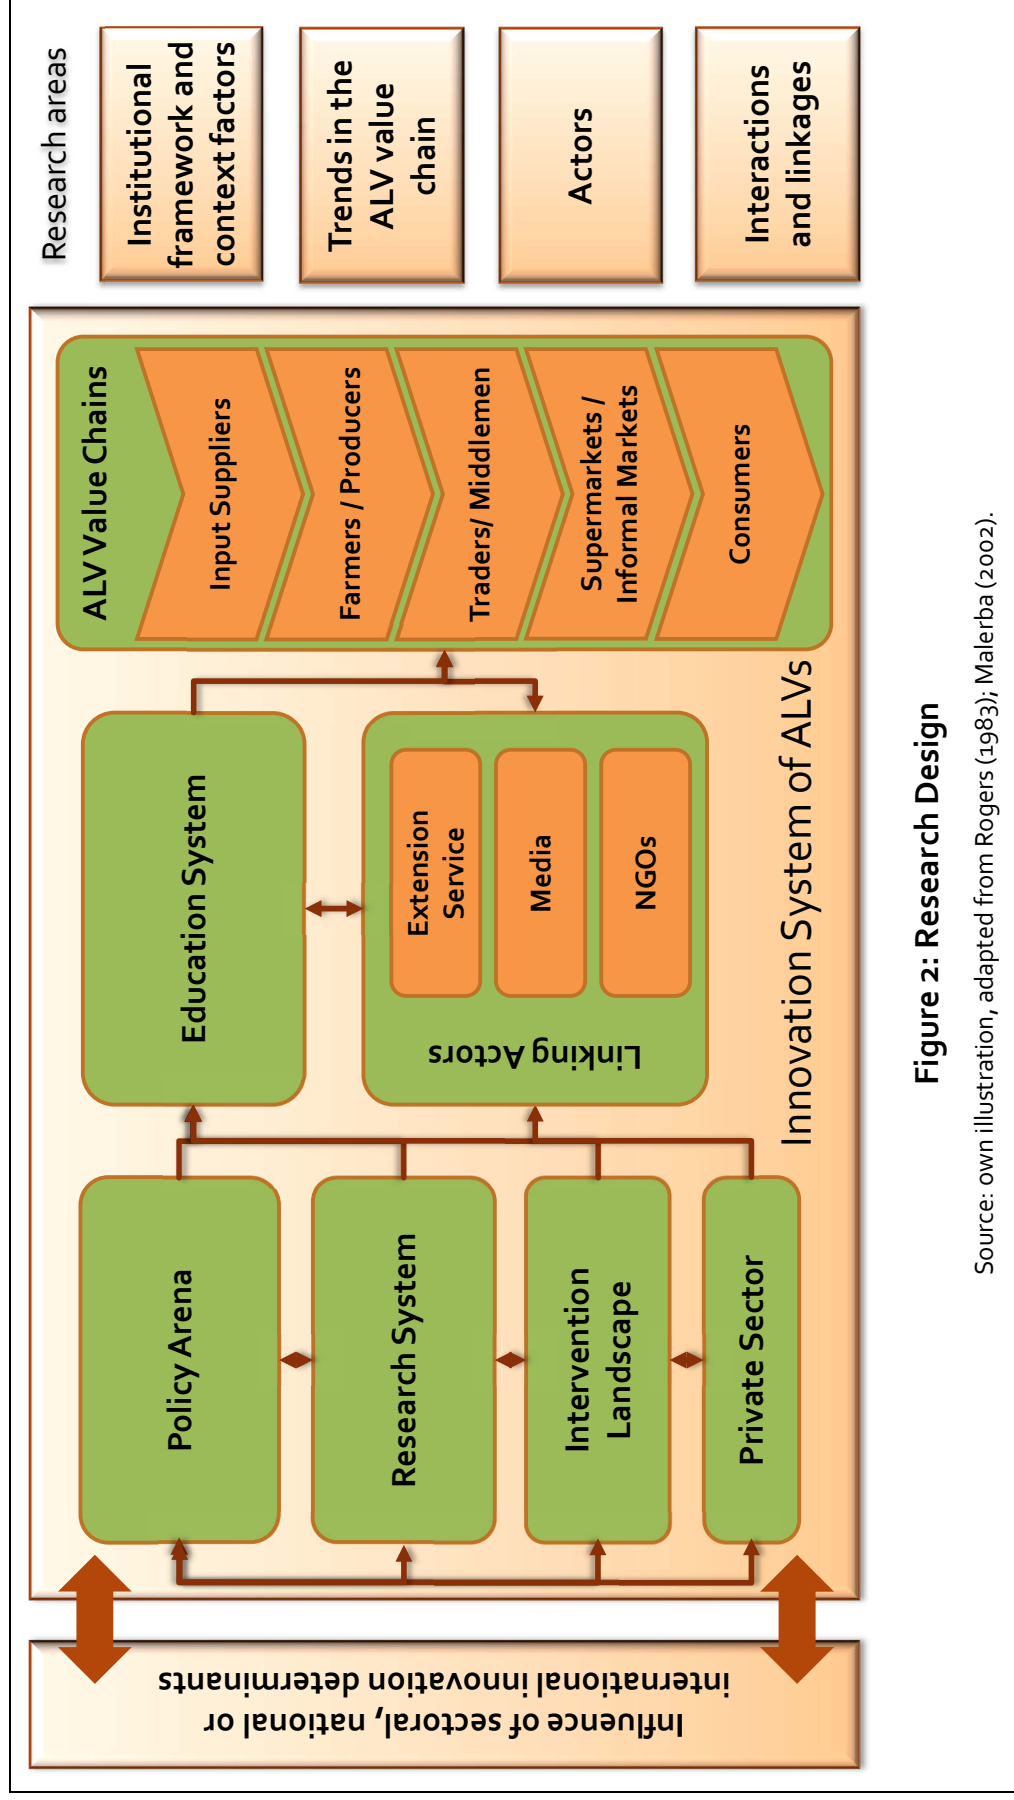 Research areas
Institutional
framework and
context factors
Trends in the
ALV value
chain
Actors
Interactions
and linkages
ALV Value Chains
Input Suppliers
Farmers / Producers
Traders/ Middlemen
Supermarkets /
Informal Markets
Consumers
Education System
Linking Actors
Extension
Service
Media
NGOs
Policy Arena
Research System
Intervention
Landscape
Private Sector
Innovation System of ALVs
Influence of sectoral, national or
international innovation determinants
Figure 2: Research Design
Source: own illustration, adapted from Rogers (1983); Malerba (2002).